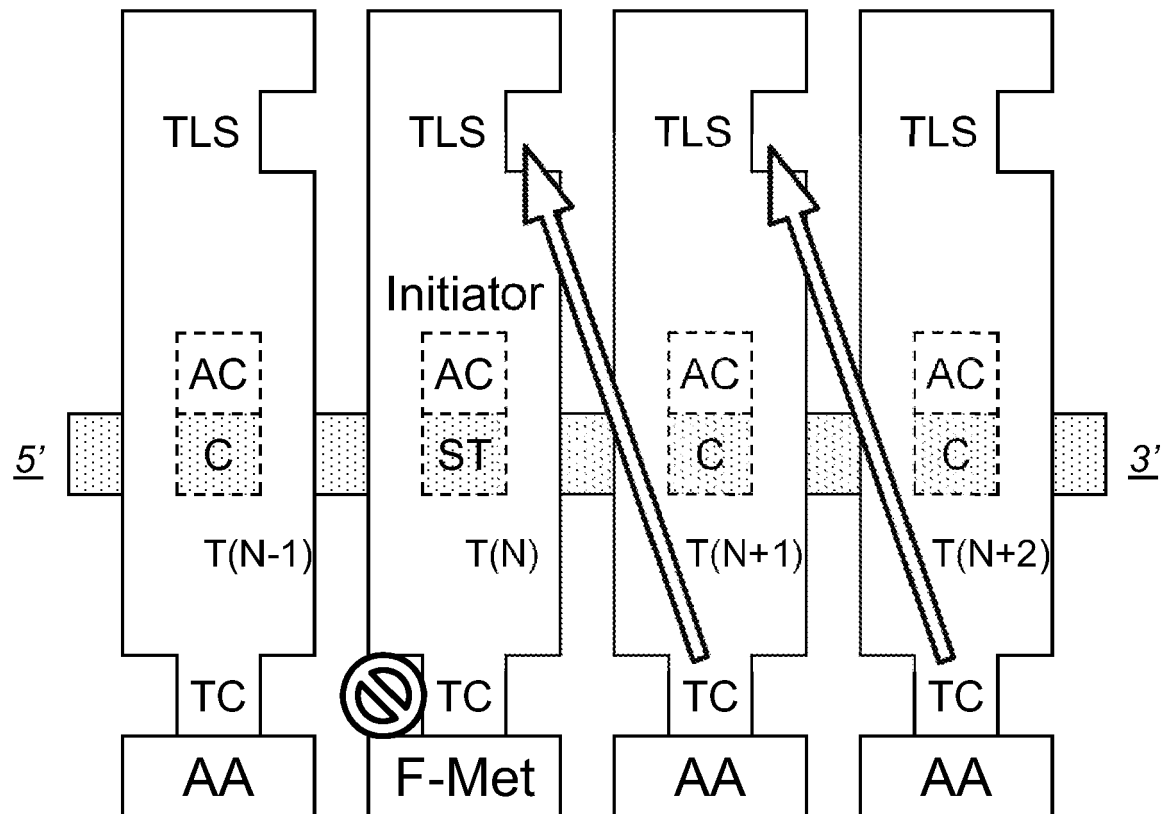 TLS TLS TLS TLS
Initiator
AC AC AC AC
5' C ST C C 3'
T(N-1) T(N) T(N+1) T(N+2)
TC TC TC TC
AA F-Met AA AA